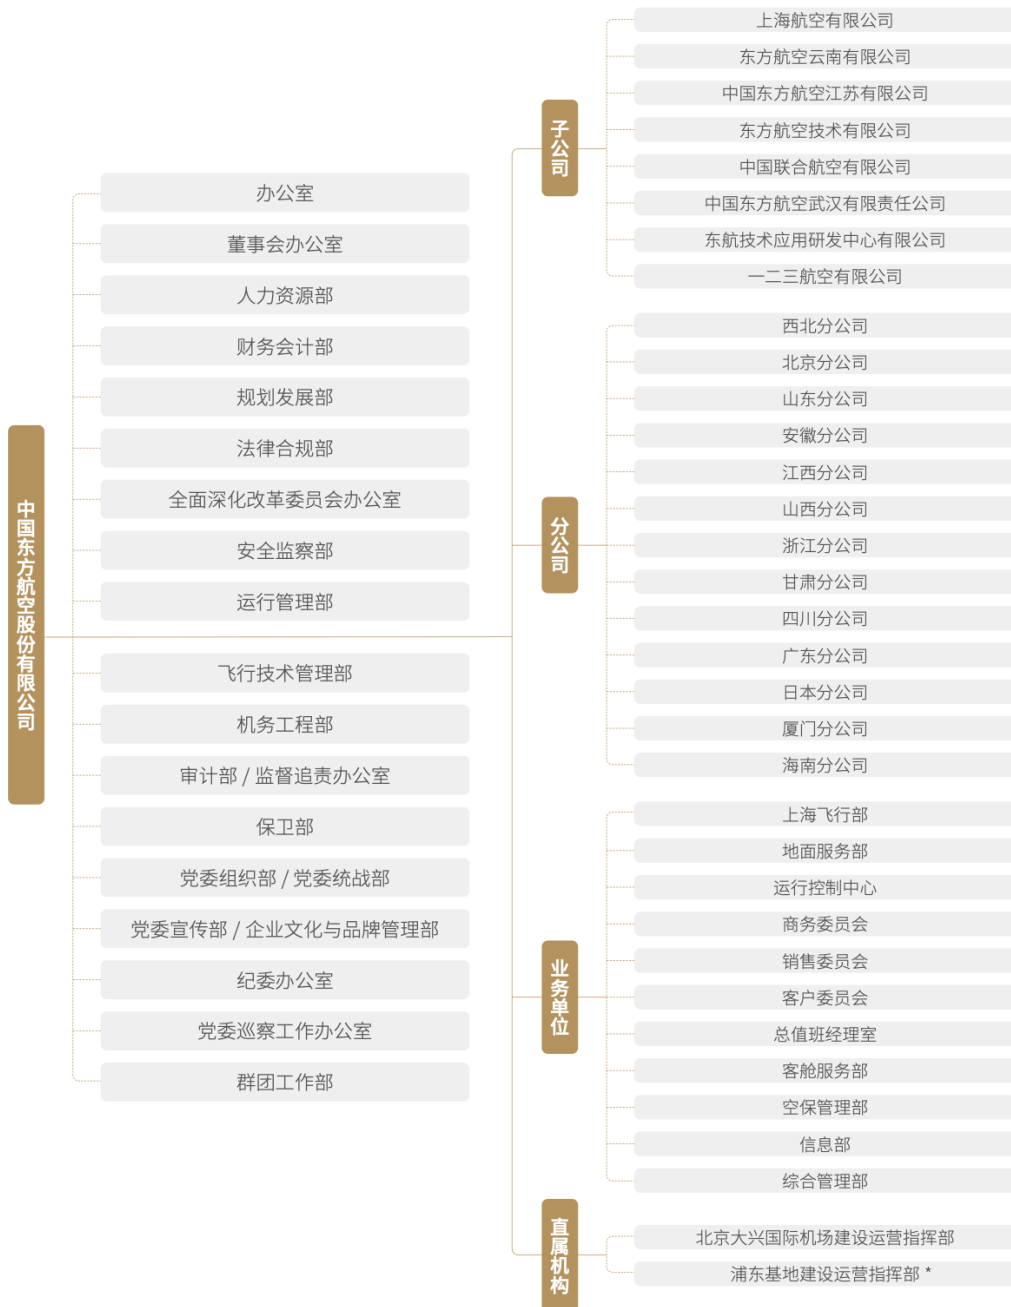 中国东方航空股份有限公司
办公室
董事会办公室
人力资源部
财务会计部
规划发展部
法律合规部
全面深化改革委员会办公室
安全监察部
运行管理部
飞行技术管理部
机务工程部
审计部 / 监督追责办公室
保卫部
党委组织部 / 党委统战部
党委宣传部 / 企业文化与品牌管理部
纪委办公室
党委巡察工作办公室
群团工作部
子公司
上海航空有限公司
东方航空云南有限公司
中国东方航空江苏有限公司
东方航空技术有限公司
中国联合航空有限公司
中国东方航空武汉有限责任公司
东航技术应用研发中心有限公司
一二三航空有限公司
分公司
西北分公司
北京分公司
山东分公司
安徽分公司
江西分公司
山西分公司
浙江分公司
甘肃分公司
四川分公司
广东分公司
日本分公司
厦门分公司
海南分公司
业务单位
上海飞行部
地面服务部
运行控制中心
商务委员会
销售委员会
客户委员会
总值班经理室
客舱服务部
空保管理部
信息部
综合管理部
直属机构
北京大兴国际机场建设运营指挥部
浦东基地建设运营指挥部 *